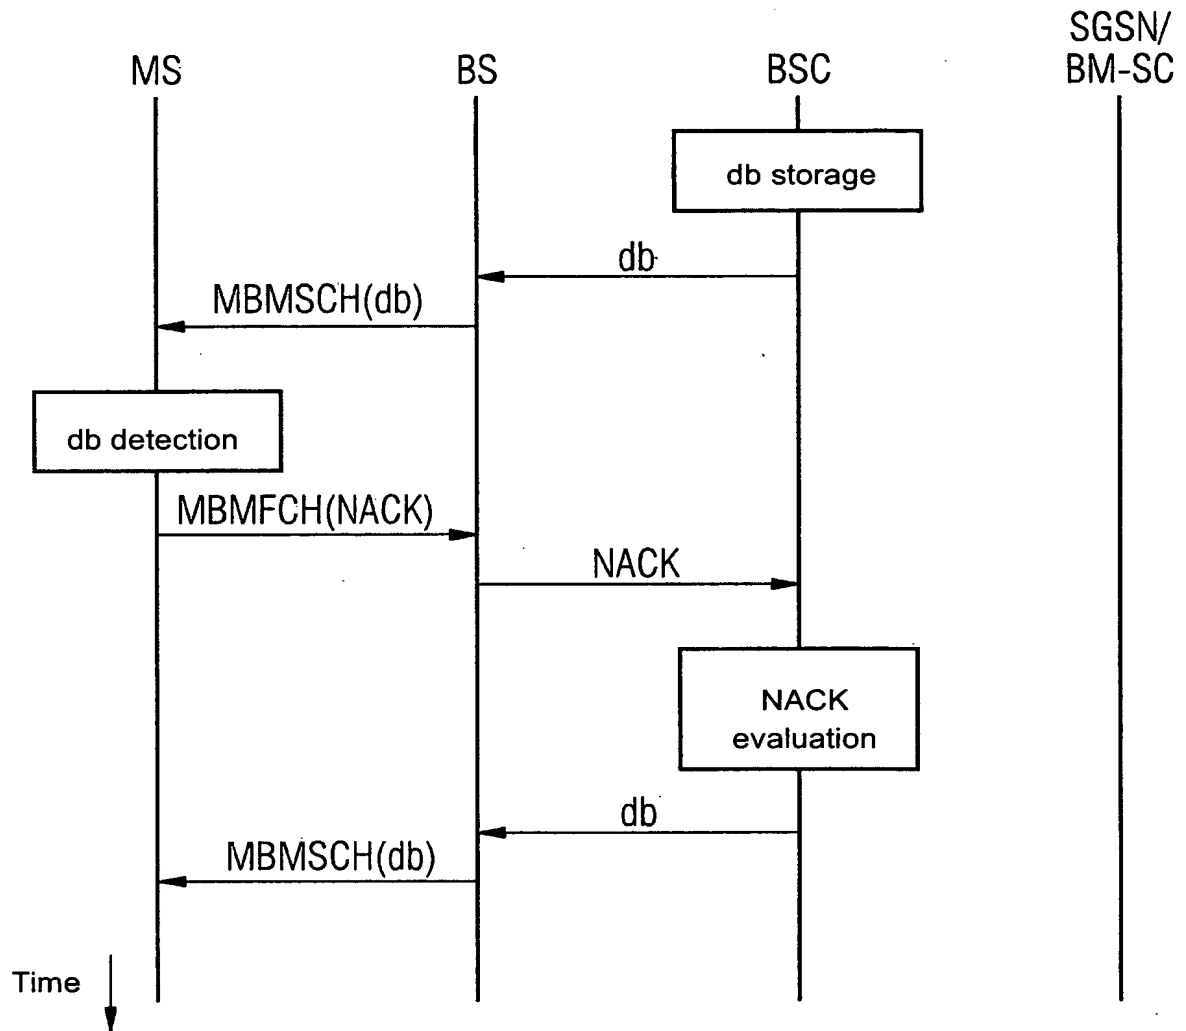 SGSN/
MS BS BSC BM-SC
db storage
db
MBMSCH(db)
db detection
MBMFCH(NACK)
NACK
NACK
evaluation
db
MBMSCH(db)
Time